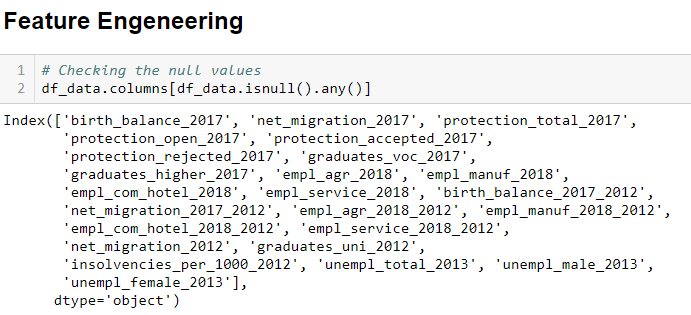 Feature Engeneering
1 # Checking the null values
2 df_data.columns[df_data.isnull().any()]
Index(['birth_balance_2017', 'net_migration_2017', 'protection_total_2017',
'protection_open_2017', 'protection_accepted_2017',
'protection_rejected_2017', 'graduates_voc_2017',
'graduates_higher_2017', 'empl_agr_2018', 'empl_manuf_2018',
'empl_com_hotel_2018', 'empl_service_2018', 'birth_balance_2017_2012',
'net_migration_2017_2012', 'empl_agr_2018_2012', 'empl_manuf_2018_2012',
'empl_com_hotel_2018_2012', 'empl_service_2018_2012',
'net_migration_2012', 'graduates_uni_2012',
'insolvencies_per_1000_2012', 'unempl_total_2013', 'unempl_male_2013',
'unempl_female_2013'],
dtype='object')